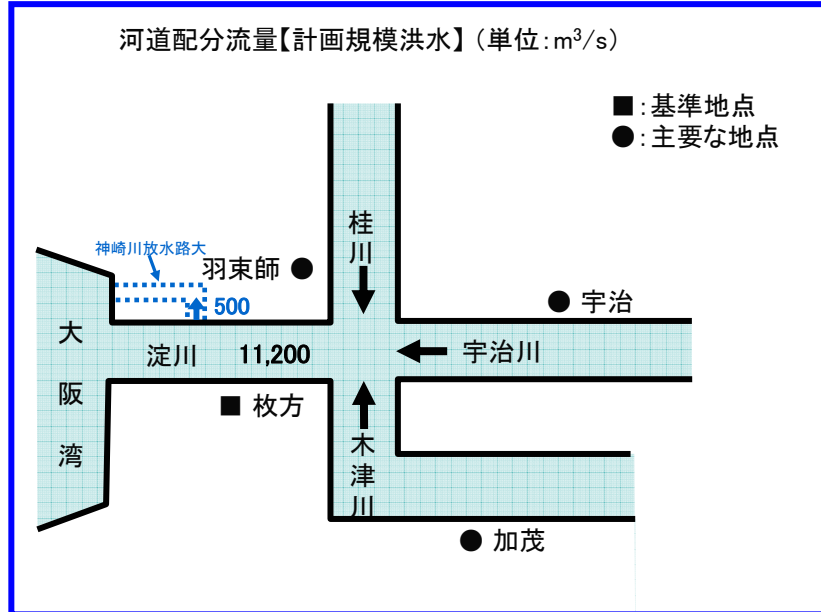 河道配分流量【計画規模洪水】(単位:m³/s)
■:基準地点
●:主要な地点
神崎川放水路大
羽束師 ●
500
桂川
● 宇治
大阪湾
淀川 11,200
宇治川
■ 枚方
木津川
● 加茂